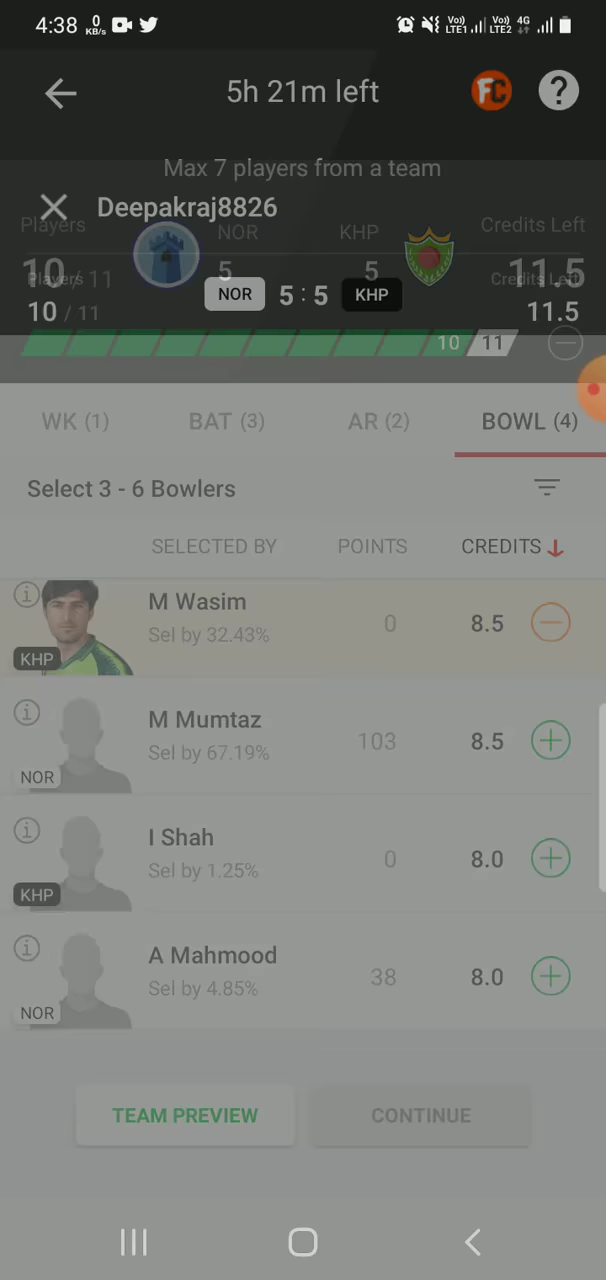 4:38 0 KB/s Vo)) LTE1 Vo)) LTE2 4G
5h 21m left FC ?
Max 7 players from a team
Deepakraj8826
Players NOR KHP Credits Left
10 / 11 5 5 11.5
Players NOR 5 : 5 KHP Credits Left
10 / 11 11.5
10 11
WK (1) BAT (3) AR (2) BOWL (4)
Select 3 - 6 Bowlers
SELECTED BY POINTS CREDITS
M Wasim
Sel by 32.43% 0 8.5
KHP
M Mumtaz
Sel by 67.19% 103 8.5
NOR
I Shah
Sel by 1.25% 0 8.0
KHP
A Mahmood
Sel by 4.85% 38 8.0
NOR
TEAM PREVIEW CONTINUE